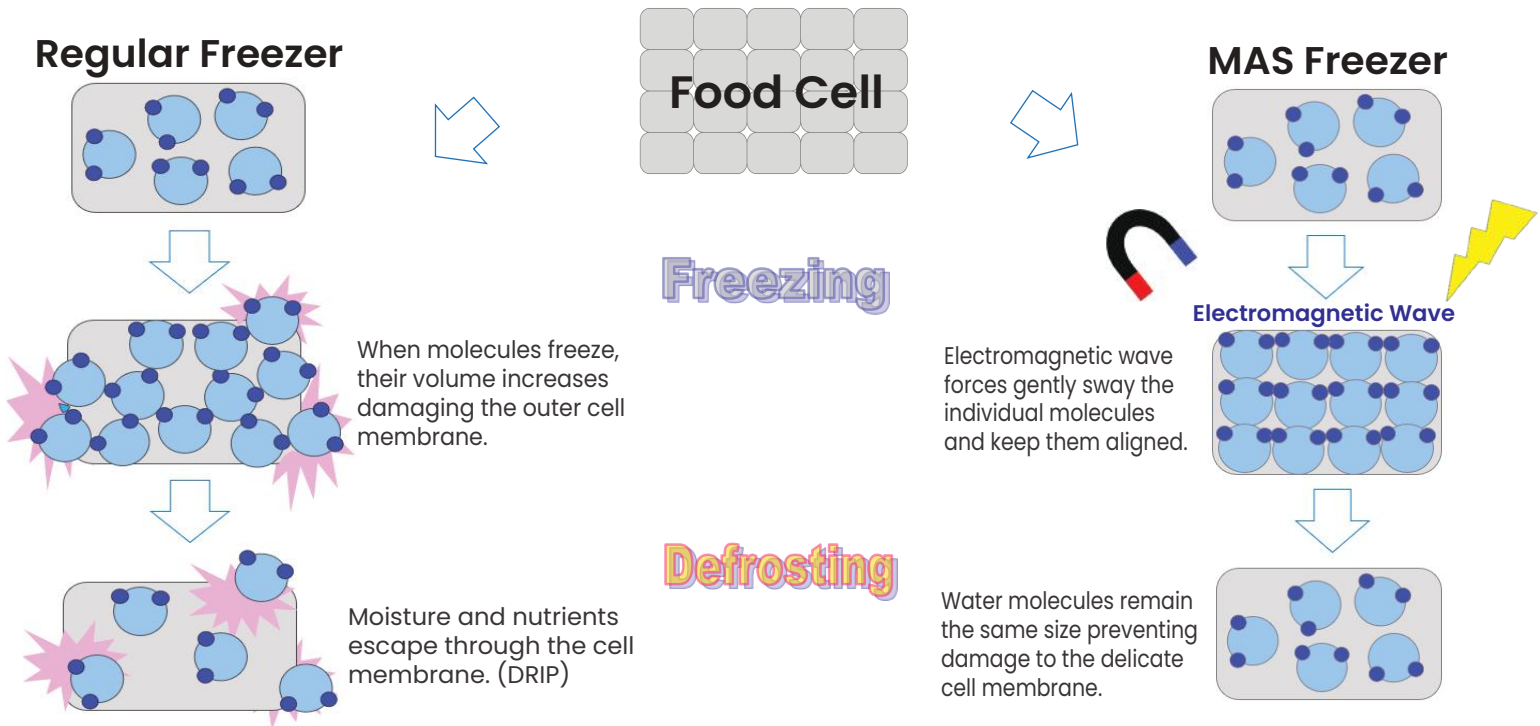 Regular Freezer
Food Cell
MAS Freezer
Freezing
Electromagnetic Wave
When molecules freeze,
their volume increases
damaging the outer cell
membrane.
Electromagnetic wave
forces gently sway the
individual molecules
and keep them aligned.
Defrosting
Moisture and nutrients
escape through the cell
membrane. (DRIP)
Water molecules remain
the same size preventing
damage to the delicate
cell membrane.